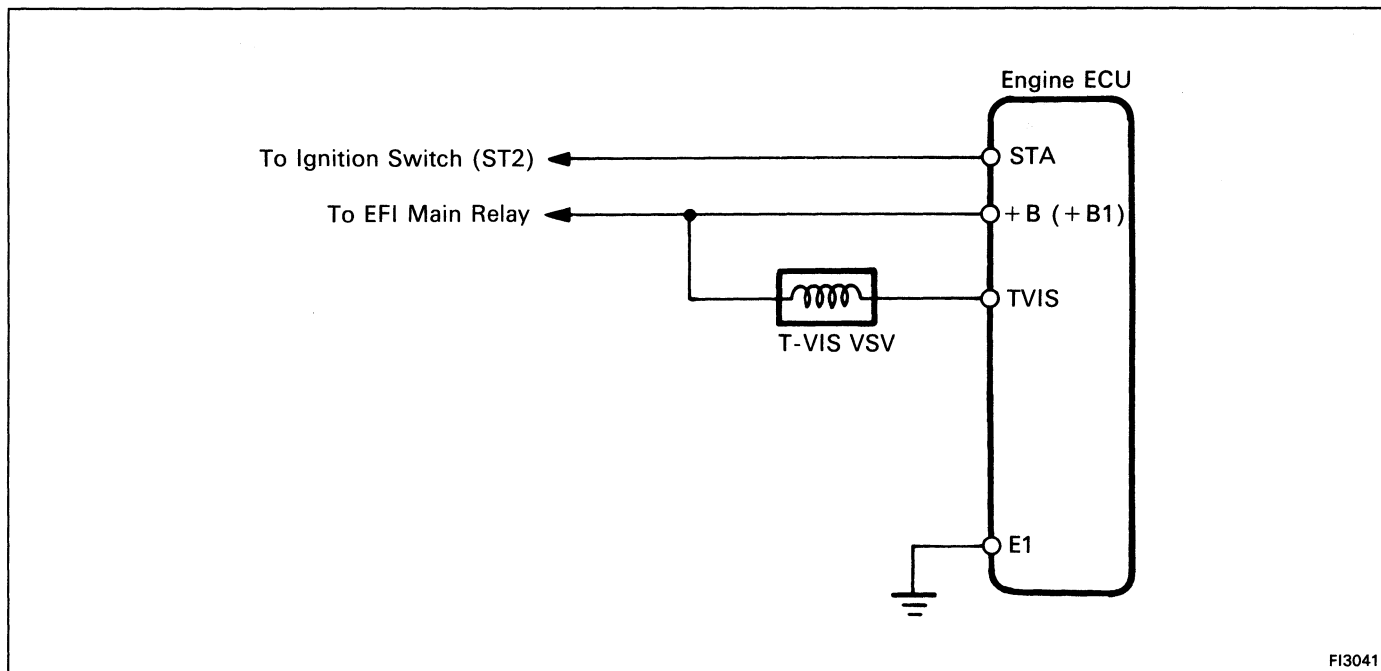 Engine ECU
To Ignition Switch (ST2)
STA
To EFI Main Relay
+B (+B1)
TVIS
T-VIS VSV
E1
FI3041